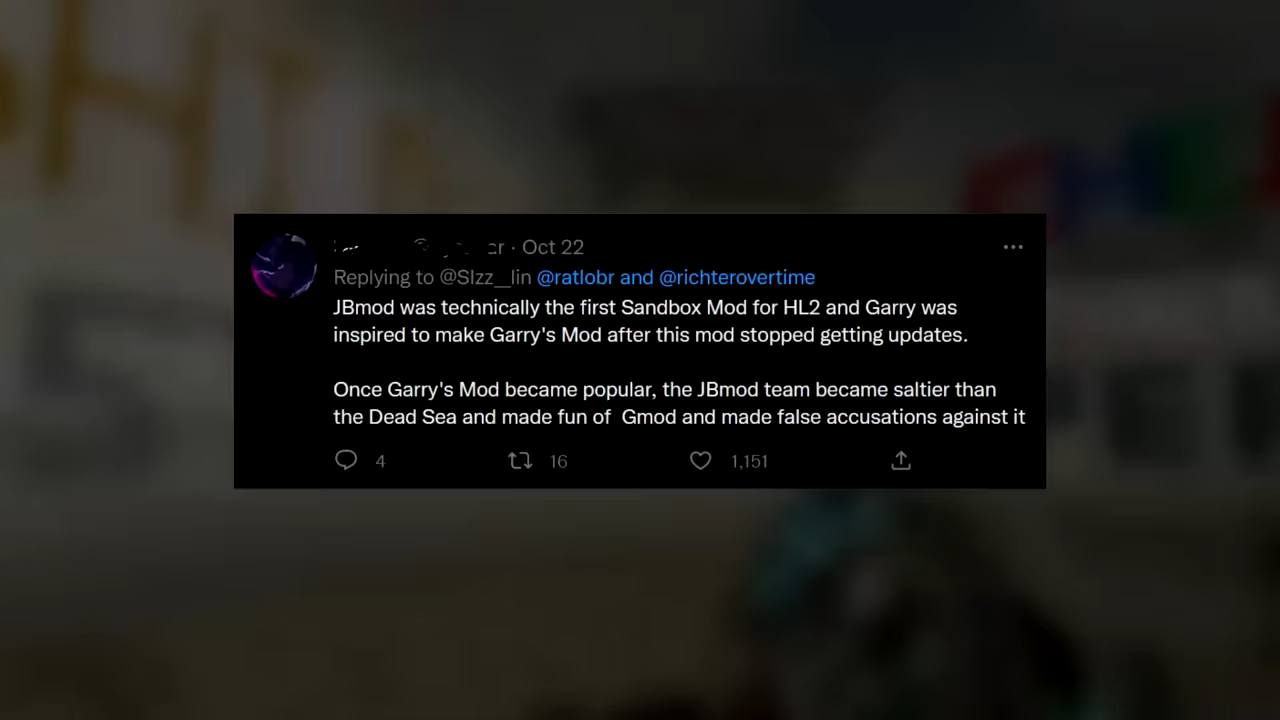 · Oct 22
Replying to @Slzz__lin @ratlobr and @richterovertime
JBmod was technically the first Sandbox Mod for HL2 and Garry was
inspired to make Garry's Mod after this mod stopped getting updates.
Once Garry's Mod became popular, the JBmod team became saltier than
the Dead Sea and made fun of  Gmod and made false accusations against it
4 16 1,151